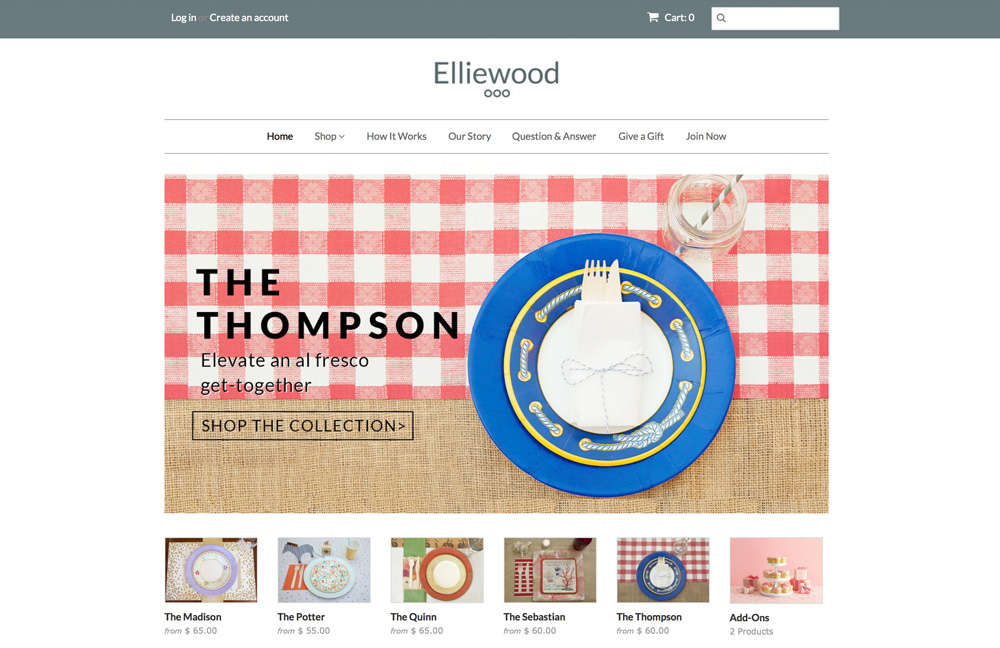 Log in or Create an account
Cart: 0
Elliewood
Home Shop How It Works Our Story Question & Answer Give a Gift Join Now
THE
THOMPSON
Elevate an al fresco
get-together
SHOP THE COLLECTION>
The Madison
from $ 65.00
The Potter
from $ 55.00
The Quinn
from $ 65.00
The Sebastian
from $ 60.00
The Thompson
from $ 60.00
Add-Ons
2 Products